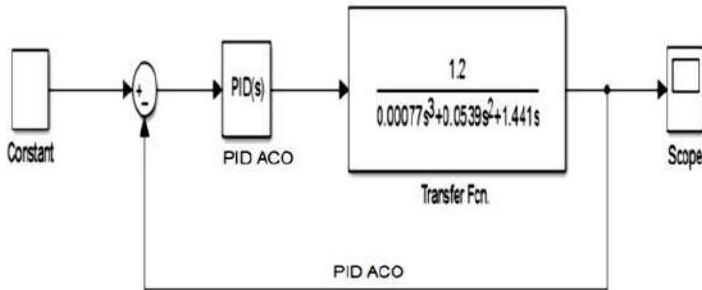 Constant
+
-
PID(s)
PID ACO
1.2
0.00077s³+0.0539s²+1.441s
Transfer Fcn.
Scope
PID ACO